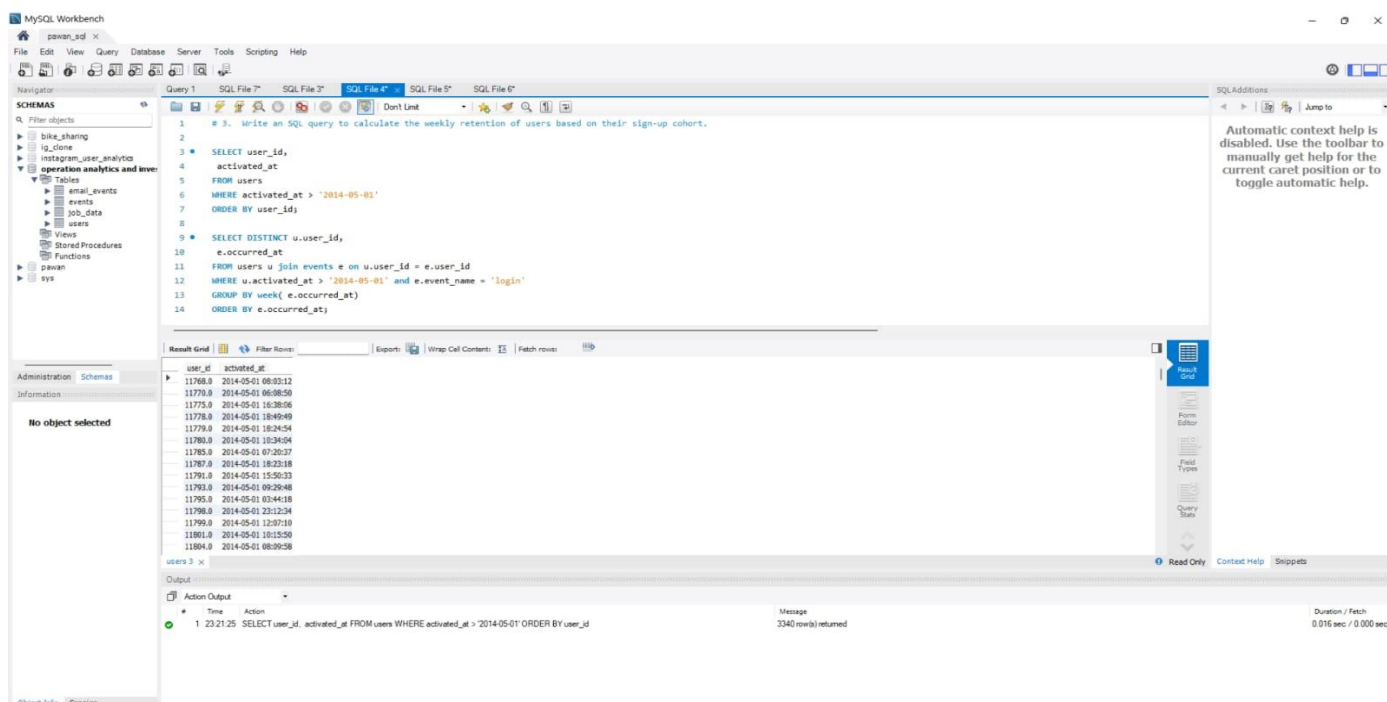 MySQL Workbench
pawan_sql
File Edit View Query Database Server Tools Scripting Help
Navigator
SCHEMAS
Filter objects
bike_sharing
ig_clone
instagram_user_analytics
operation analytics and inve
Tables
email_events
events
job_data
users
Views
Stored Procedures
Functions
pawan
sys
Administration Schemas
Information
No object selected
Query 1 SQL File 7* SQL File 3* SQL File 4* SQL File 5* SQL File 6*
Don't Limit
1 # 3. Write an SQL query to calculate the weekly retention of users based on their sign-up cohort.
2
3 SELECT user_id,
4 activated_at
5 FROM users
6 WHERE activated_at > '2014-05-01'
7 ORDER BY user_id;
8
9 SELECT DISTINCT u.user_id,
10 e.occurred_at
11 FROM users u join events e on u.user_id = e.user_id
12 WHERE u.activated_at > '2014-05-01' and e.event_name = 'login'
13 GROUP BY week( e.occurred_at)
14 ORDER BY e.occurred_at;
Result Grid Filter Rows: Export: Wrap Cell Content: Fetch rows:
user_id activated_at
11768.0 2014-05-01 08:03:12
11770.0 2014-05-01 06:08:50
11775.0 2014-05-01 16:38:06
11778.0 2014-05-01 18:49:49
11779.0 2014-05-01 18:24:54
11780.0 2014-05-01 10:34:04
11785.0 2014-05-01 07:20:37
11787.0 2014-05-01 18:23:18
11791.0 2014-05-01 15:50:33
11793.0 2014-05-01 09:29:48
11795.0 2014-05-01 03:44:18
11798.0 2014-05-01 23:12:34
11799.0 2014-05-01 12:07:10
11801.0 2014-05-01 10:15:50
11804.0 2014-05-01 08:09:58
Result
Grid
Form
Editor
Field
Types
Query
Stats
users 3 Read Only
Output
Action Output
# Time Action Message Duration / Fetch
1 23:21:25 SELECT user_id, activated_at FROM users WHERE activated_at > '2014-05-01' ORDER BY user_id 3340 row(s) returned 0.016 sec / 0.000 sec
SQLAdditions
Jump to
Automatic context help is
disabled. Use the toolbar to
manually get help for the
current caret position or to
toggle automatic help.
Context Help Snippets